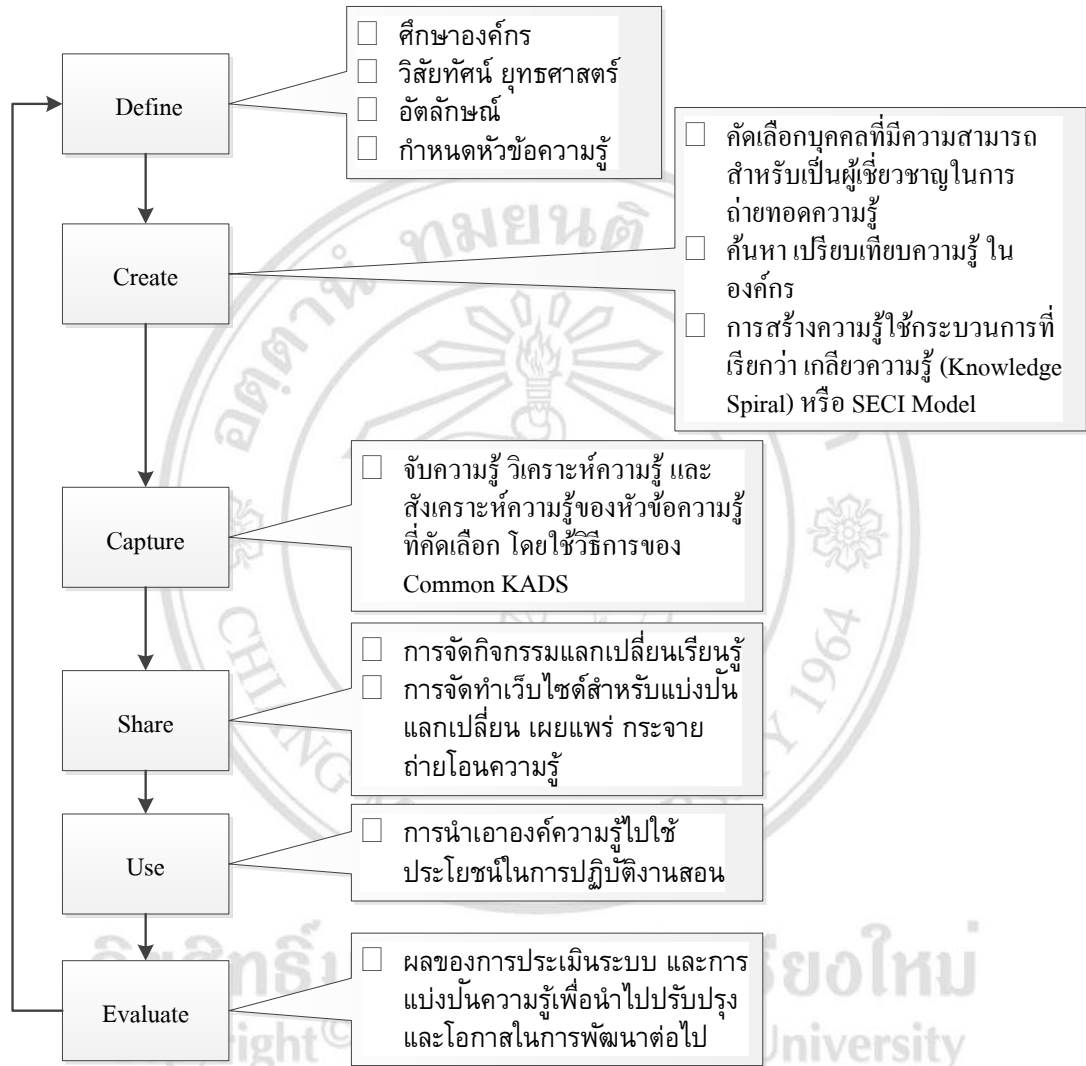 Define
☐ ศึกษาองค์กร
☐ วิสัยทัศน์ ยุทธศาสตร์
☐ อัตลักษณ์
☐ กำหนดหัวข้อความรู้
Create
☐ คัดเลือกบุคคลที่มีความสามารถ
สำหรับเป็นผู้เชี่ยวชาญในการ
ถ่ายทอดความรู้
☐ ค้นหา เปรียบเทียบความรู้ ใน
องค์กร
☐ การสร้างความรู้ใช้กระบวนการที่
เรียกว่า เกลียวความรู้ (Knowledge
Spiral) หรือ SECI Model
Capture
☐ จับความรู้ วิเคราะห์ความรู้ และ
สังเคราะห์ความรู้ของหัวข้อความรู้
ที่คัดเลือก โดยใช้วิธีการของ
Common KADS
Share
☐ การจัดกิจกรรมแลกเปลี่ยนเรียนรู้
☐ การจัดทำเว็บไซด์สำหรับแบ่งปัน
แลกเปลี่ยน เผยแพร่ กระจาย
ถ่ายโอนความรู้
Use
☐ การนำเอาองค์ความรู้ไปใช้
ประโยชน์ในการปฏิบัติงานสอน
Evaluate
☐ ผลของการประเมินระบบ และการ
แบ่งปันความรู้เพื่อนำไปปรับปรุง
และโอกาสในการพัฒนาต่อไป
อตฺตานํ ทมยนฺติ
1964
University